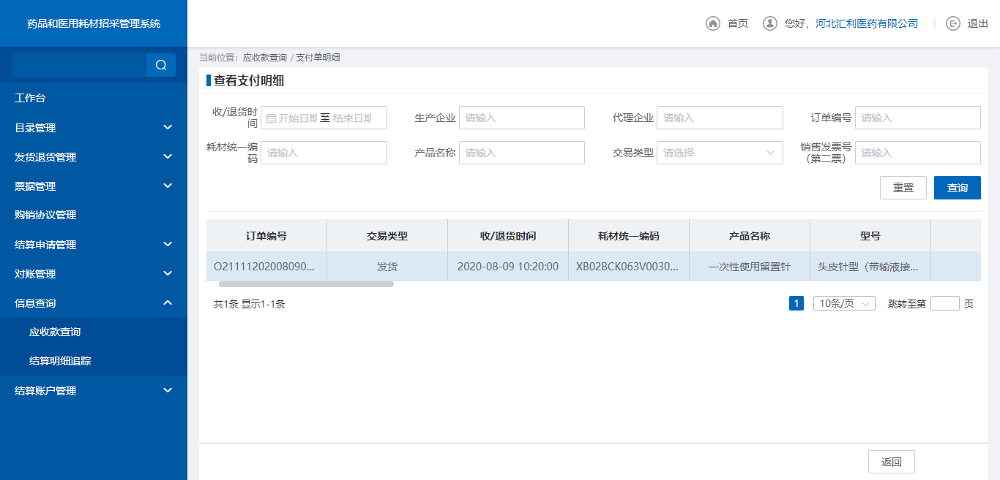 药品和医用耗材招采管理系统
首页
您好，河北汇利医药有限公司
退出
当前位置：应收款查询 / 支付单明细
工作台
目录管理
发货退货管理
票据管理
购销协议管理
结算申请管理
对账管理
信息查询
应收款查询
结算明细追踪
结算账户管理
查看支付明细
收/退货时间 开始日期 至 结束日期 生产企业 请输入 代理企业 请输入 订单编号 请输入
耗材统一编码 请输入 产品名称 请输入 交易类型 请选择 销售发票号（第二票） 请输入
重置 查询
订单编号 交易类型 收/退货时间 耗材统一编码 产品名称 型号
O21111202008090... 发货 2020-08-09 10:20:00 XB02BCK063V0030... 一次性使用留置针 头皮针型（带输液接...
共1条 显示1-1条 1 10条/页 跳转至第 页
返回